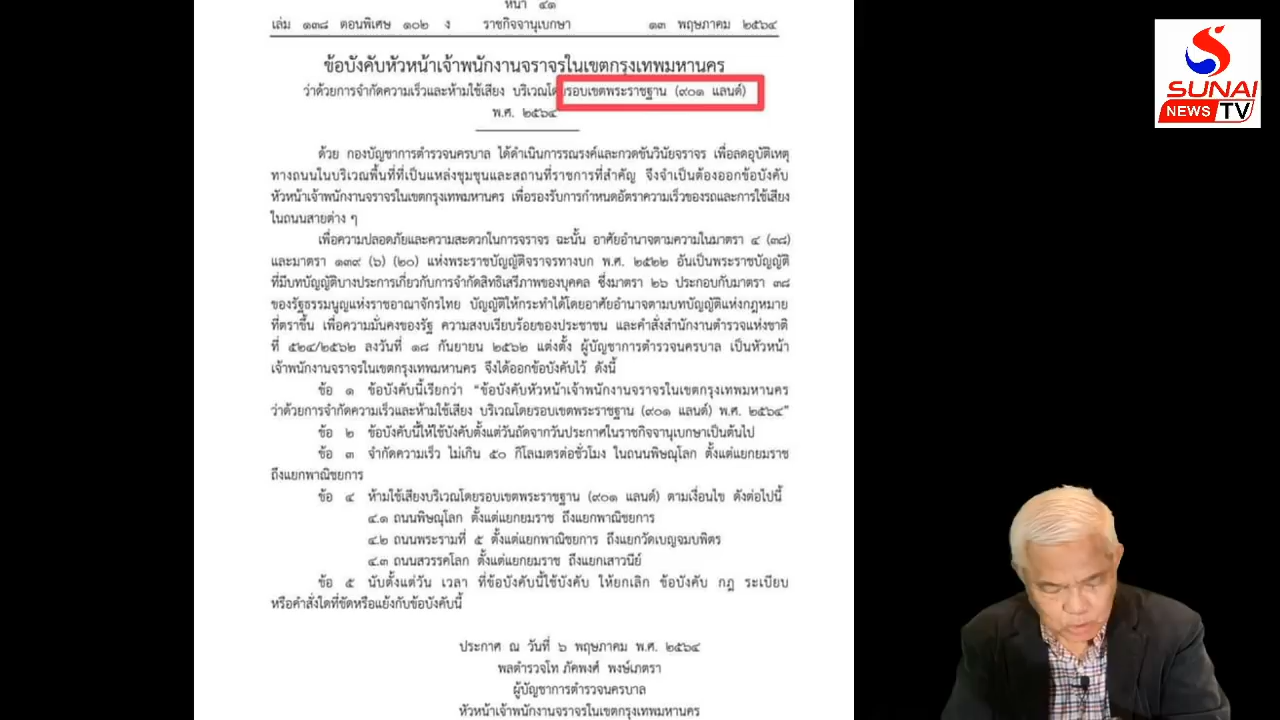 หน้า ๔๑
เล่ม ๑๓๘ ตอนพิเศษ ๑๐๒ ง ราชกิจจานุเบกษา ๑๓ พฤษภาคม ๒๕๖๔
ข้อบังคับหัวหน้าเจ้าพนักงานจราจรในเขตกรุงเทพมหานคร
ว่าด้วยการจำกัดความเร็วและห้ามใช้เสียง บริเวณโดยรอบเขตพระราชฐาน (๙๐๑ แลนด์)
พ.ศ. ๒๕๖๔
ด้วย กองบัญชาการตำรวจนครบาล ได้ดำเนินการรณรงค์และกวดขันวินัยจราจร เพื่อลดอุบัติเหตุ
ทางถนนในบริเวณพื้นที่ที่เป็นแหล่งชุมชนและสถานที่ราชการที่สำคัญ จึงจำเป็นต้องออกข้อบังคับ
หัวหน้าเจ้าพนักงานจราจรในเขตกรุงเทพมหานคร เพื่อรองรับการกำหนดอัตราความเร็วของรถและการใช้เสียง
ในถนนสายต่าง ๆ
เพื่อความปลอดภัยและความสะดวกในการจราจร ฉะนั้น อาศัยอำนาจตามความในมาตรา ๔ (๓๘)
และมาตรา ๑๓๙ (๖) (๒๐) แห่งพระราชบัญญัติจราจรทางบก พ.ศ. ๒๕๒๒ อันเป็นพระราชบัญญัติ
ที่มีบทบัญญัติบางประการเกี่ยวกับการจำกัดสิทธิเสรีภาพของบุคคล ซึ่งมาตรา ๒๖ ประกอบกับมาตรา ๓๘
ของรัฐธรรมนูญแห่งราชอาณาจักรไทย บัญญัติให้กระทำได้โดยอาศัยอำนาจตามบทบัญญัติแห่งกฎหมาย
ที่ตราขึ้น เพื่อความมั่นคงของรัฐ ความสงบเรียบร้อยของประชาชน และคำสั่งสำนักงานตำรวจแห่งชาติ
ที่ ๕๒๔/๒๕๖๒ ลงวันที่ ๑๘ กันยายน ๒๕๖๒ แต่งตั้ง ผู้บัญชาการตำรวจนครบาล เป็นหัวหน้า
เจ้าพนักงานจราจรในเขตกรุงเทพมหานคร จึงได้ออกข้อบังคับไว้ ดังนี้
ข้อ ๑ ข้อบังคับนี้เรียกว่า “ข้อบังคับหัวหน้าเจ้าพนักงานจราจรในเขตกรุงเทพมหานคร
ว่าด้วยการจำกัดความเร็วและห้ามใช้เสียง บริเวณโดยรอบเขตพระราชฐาน (๙๐๑ แลนด์) พ.ศ. ๒๕๖๔”
ข้อ ๒ ข้อบังคับนี้ให้ใช้บังคับตั้งแต่วันถัดจากวันประกาศในราชกิจจานุเบกษาเป็นต้นไป
ข้อ ๓ จำกัดความเร็ว ไม่เกิน ๕๐ กิโลเมตรต่อชั่วโมง ในถนนพิษณุโลก ตั้งแต่แยกยมราช
ถึงแยกพาณิชยการ
ข้อ ๔ ห้ามใช้เสียงบริเวณโดยรอบเขตพระราชฐาน (๙๐๑ แลนด์) ตามเงื่อนไข ดังต่อไปนี้
๔.๑ ถนนพิษณุโลก ตั้งแต่แยกยมราช ถึงแยกพาณิชยการ
๔.๒ ถนนพระรามที่ ๕ ตั้งแต่แยกพาณิชยการ ถึงแยกวัดเบญจมบพิตร
๔.๓ ถนนสวรรคโลก ตั้งแต่แยกยมราช ถึงแยกเสาวนีย์
ข้อ ๕ นับตั้งแต่วัน เวลา ที่ข้อบังคับนี้ใช้บังคับ ให้ยกเลิก ข้อบังคับ กฎ ระเบียบ
หรือคำสั่งใดที่ขัดหรือแย้งกับข้อบังคับนี้
ประกาศ ณ วันที่ ๖ พฤษภาคม พ.ศ. ๒๕๖๔
พลตำรวจโท ภัคพงศ์ พงษ์เภตรา
ผู้บัญชาการตำรวจนครบาล
หัวหน้าเจ้าพนักงานจราจรในเขตกรุงเทพมหานคร
SUNAI
NEWS TV